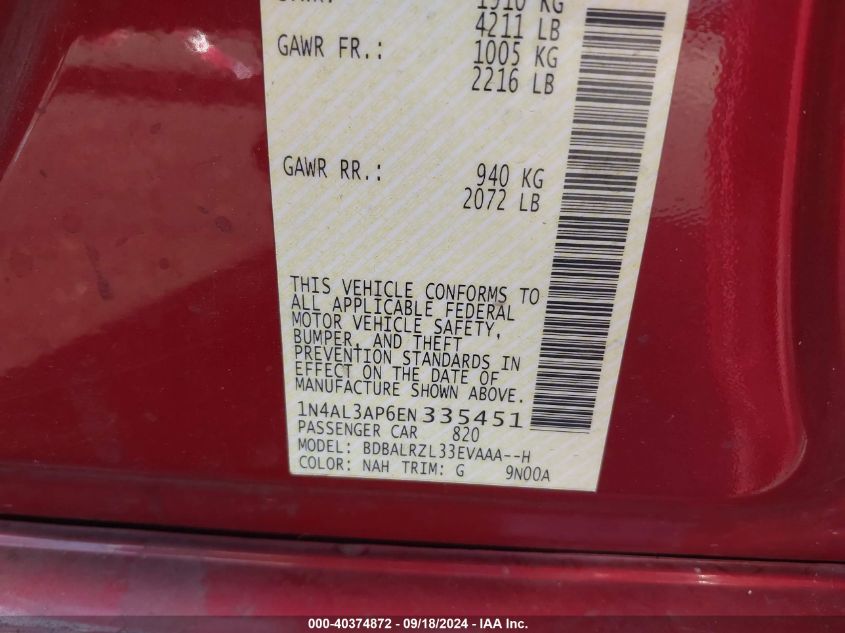 4211 LB
GAWR FR.: 1005 KG
2216 LB
GAWR RR.: 940 KG
2072 LB
THIS VEHICLE CONFORMS TO
ALL APPLICABLE FEDERAL
MOTOR VEHICLE SAFETY,
BUMPER, AND THEFT
PREVENTION STANDARDS IN
EFFECT ON THE DATE OF
MANUFACTURE SHOWN ABOVE.
1N4AL3AP6EN335451
PASSENGER CAR 820
MODEL: BDBALRZL33EVAAA--H
COLOR: NAH TRIM: G 9N00A
000-40374872 - 09/18/2024 - IAA Inc.